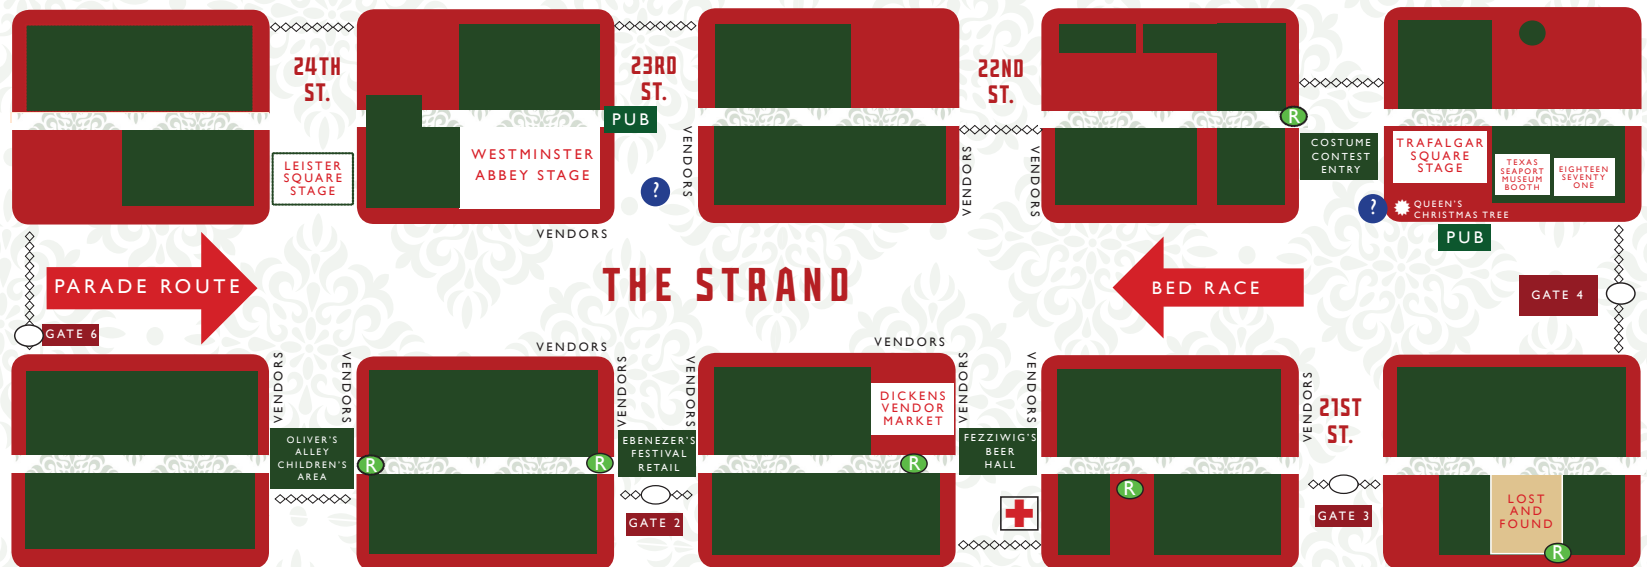 24TH
ST.
23RD
ST.
22ND
ST.
PUB
R
LEISTER
SQUARE
STAGE
WESTMINSTER
ABBEY STAGE
?
VENDORS
VENDORS
VENDORS
COSTUME
CONTEST
ENTRY
TRAFALGAR
SQUARE
STAGE
TEXAS
SEAPORT
MUSEUM
BOOTH
EIGHTEEN
SEVENTY
ONE
?
QUEEN'S
CHRISTMAS TREE
PUB
VENDORS
PARADE ROUTE
THE STRAND
BED RACE
GATE 4
GATE 6
VENDORS
VENDORS
VENDORS
VENDORS
VENDORS
VENDORS
VENDORS
VENDORS
VENDORS
21ST
ST.
DICKENS
VENDOR
MARKET
OLIVER'S
ALLEY
CHILDREN'S
AREA
R
R
EBENEZER'S
FESTIVAL
RETAIL
R
FEZZIWIG'S
BEER
HALL
R
GATE 2
GATE 3
LOST
AND
FOUND
R